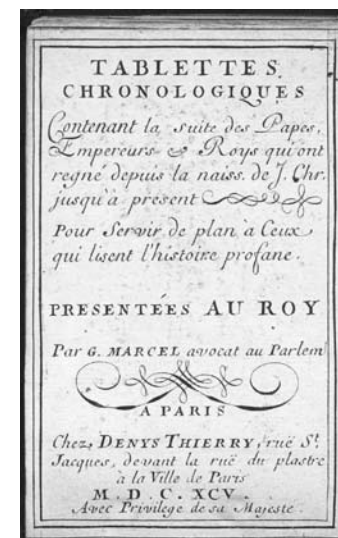 TABLETTES
CHRONOLOGIQUES
Contenant la suite des Papes,
Empereurs & Roys qui ont
regné depuis la naiss. de J. Chr.
jusqu'à present
Pour Servir de plan à Ceux
qui lisent l'histoire profane.
PRESENTÉES AU ROY
Par G. MARCEL avocat au Parlem
A PARIS
Chez DENYS THIERRY, ruë St.
Jacques, devant la ruë du plastre
à la Ville de Paris
M. D. C. XCV.
Avec Privilege de sa Majeste.